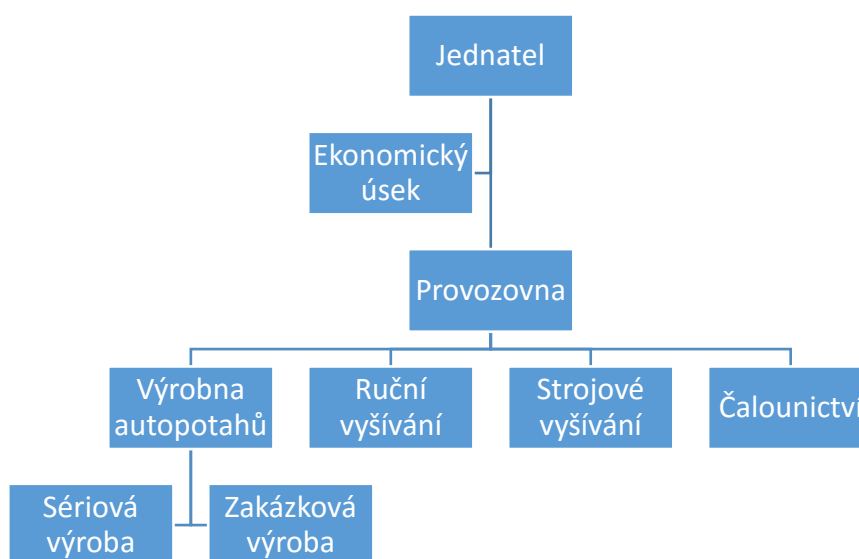 Jednatel
Ekonomický
úsek
Provozovna
Výrobna
autopotahů
Ruční
vyšívání
Strojové
vyšívání
Čalounictví
Sériová
výroba
Zakázková
výroba